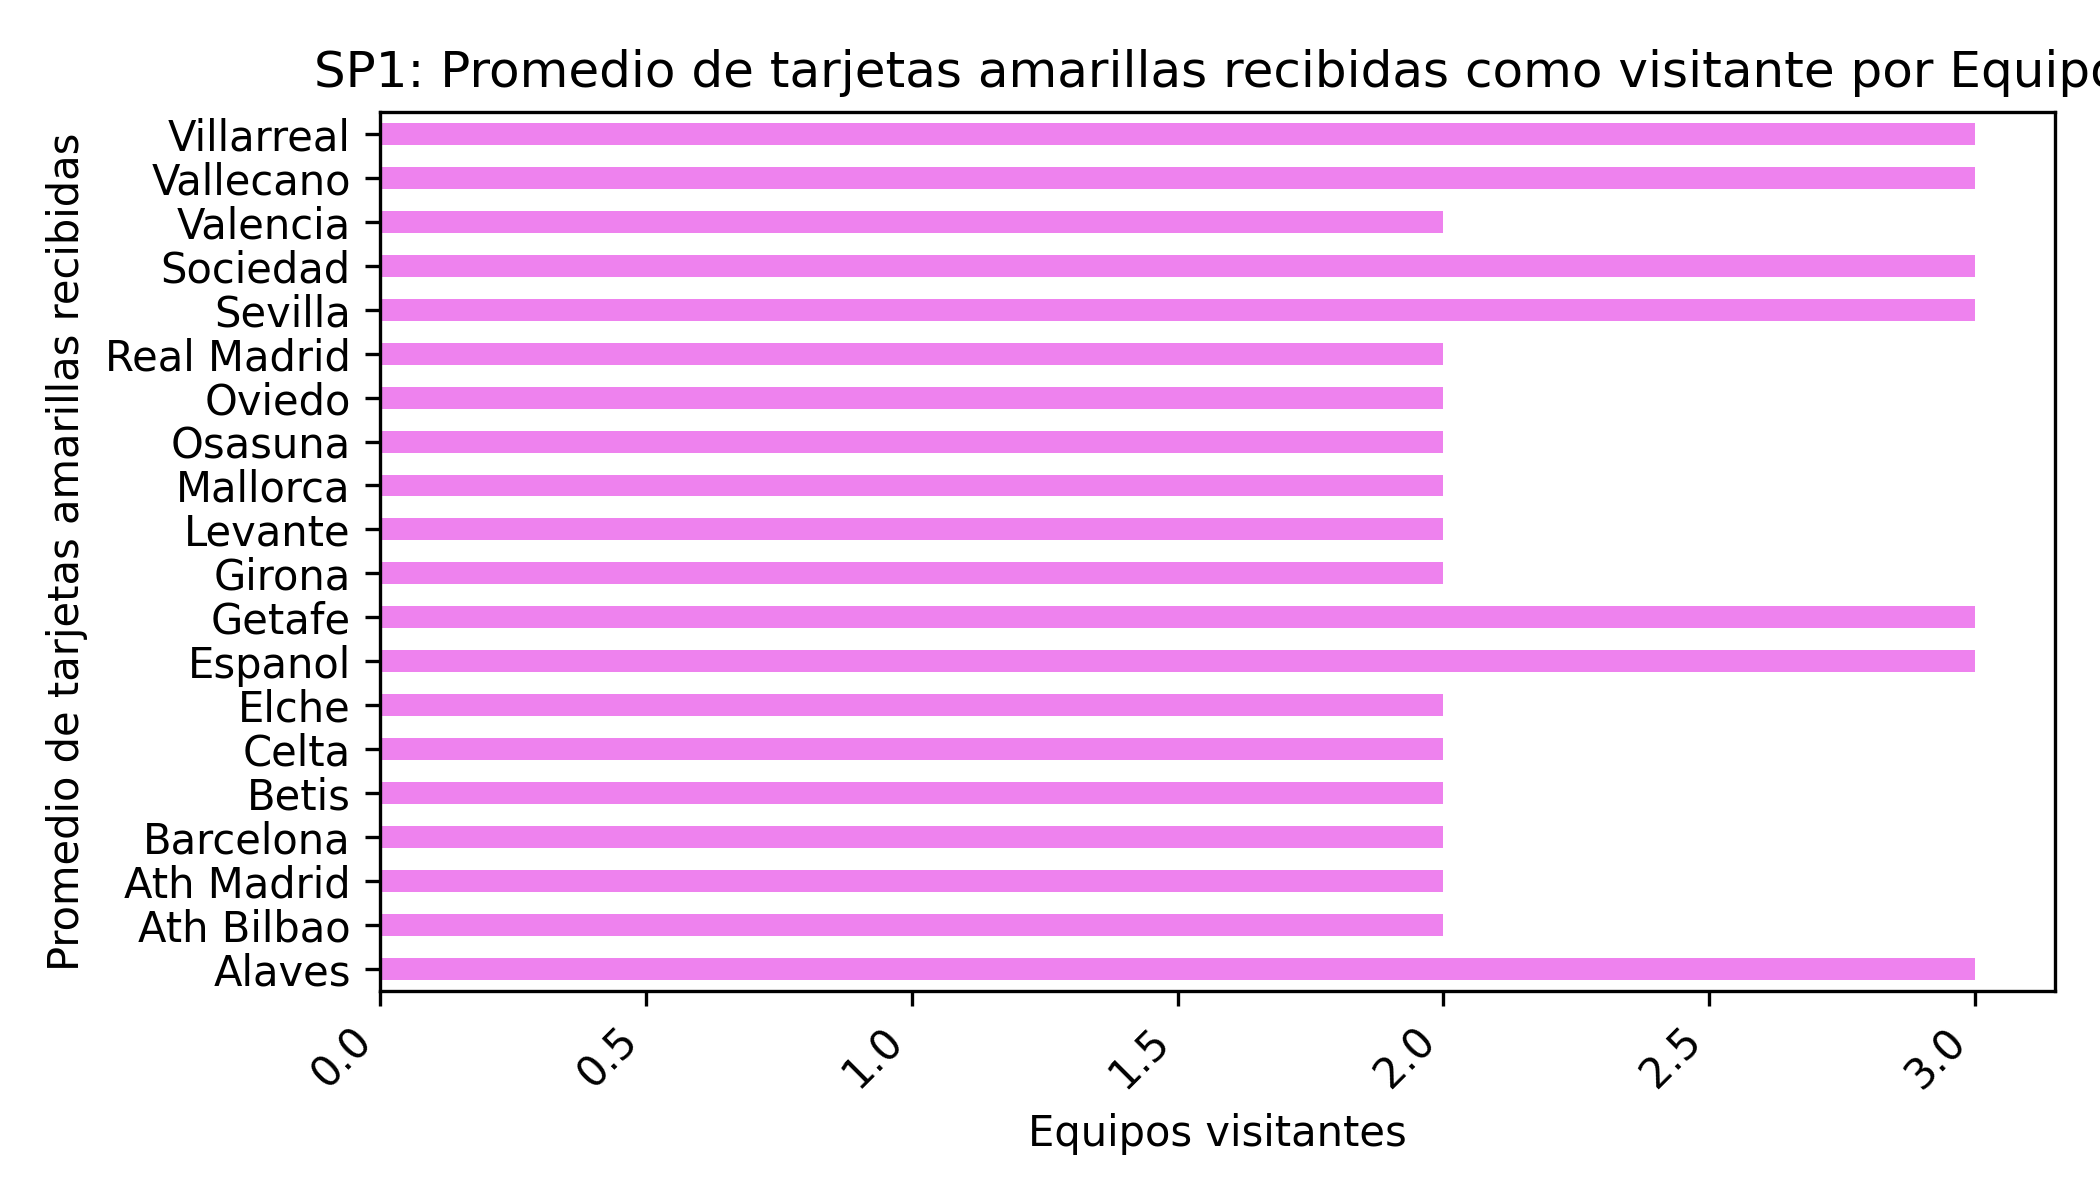 SP1: Promedio de tarjetas amarillas recibidas como visitante por Equipo
Promedio de tarjetas amarillas recibidas
Villarreal
Vallecano
Valencia
Sociedad
Sevilla
Real Madrid
Oviedo
Osasuna
Mallorca
Levante
Girona
Getafe
Espanol
Elche
Celta
Betis
Barcelona
Ath Madrid
Ath Bilbao
Alaves
0.0
0.5
1.0
1.5
2.0
2.5
3.0
Equipos visitantes